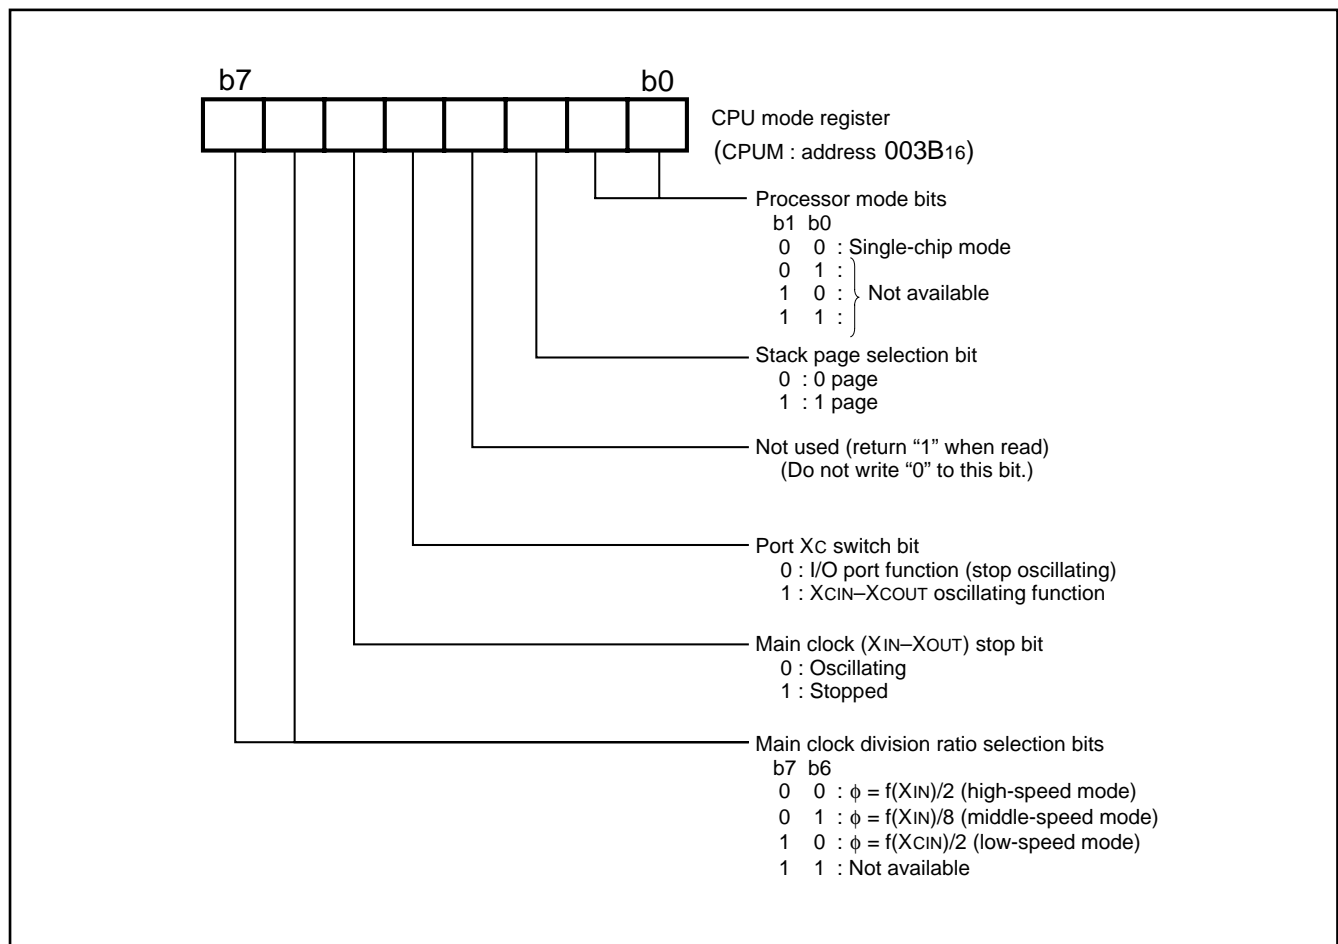 b7 b0
CPU mode register
(CPUM : address 003B16)
Processor mode bits
b1 b0
0 0 : Single-chip mode
0 1 :
1 0 : Not available
1 1 :
Stack page selection bit
0 : 0 page
1 : 1 page
Not used (return “1” when read)
(Do not write “0” to this bit.)
Port XC switch bit
0 : I/O port function (stop oscillating)
1 : XCIN–XCOUT oscillating function
Main clock (XIN–XOUT) stop bit
0 : Oscillating
1 : Stopped
Main clock division ratio selection bits
b7 b6
0 0 : ϕ = f(XIN)/2 (high-speed mode)
0 1 : ϕ = f(XIN)/8 (middle-speed mode)
1 0 : ϕ = f(XCIN)/2 (low-speed mode)
1 1 : Not available